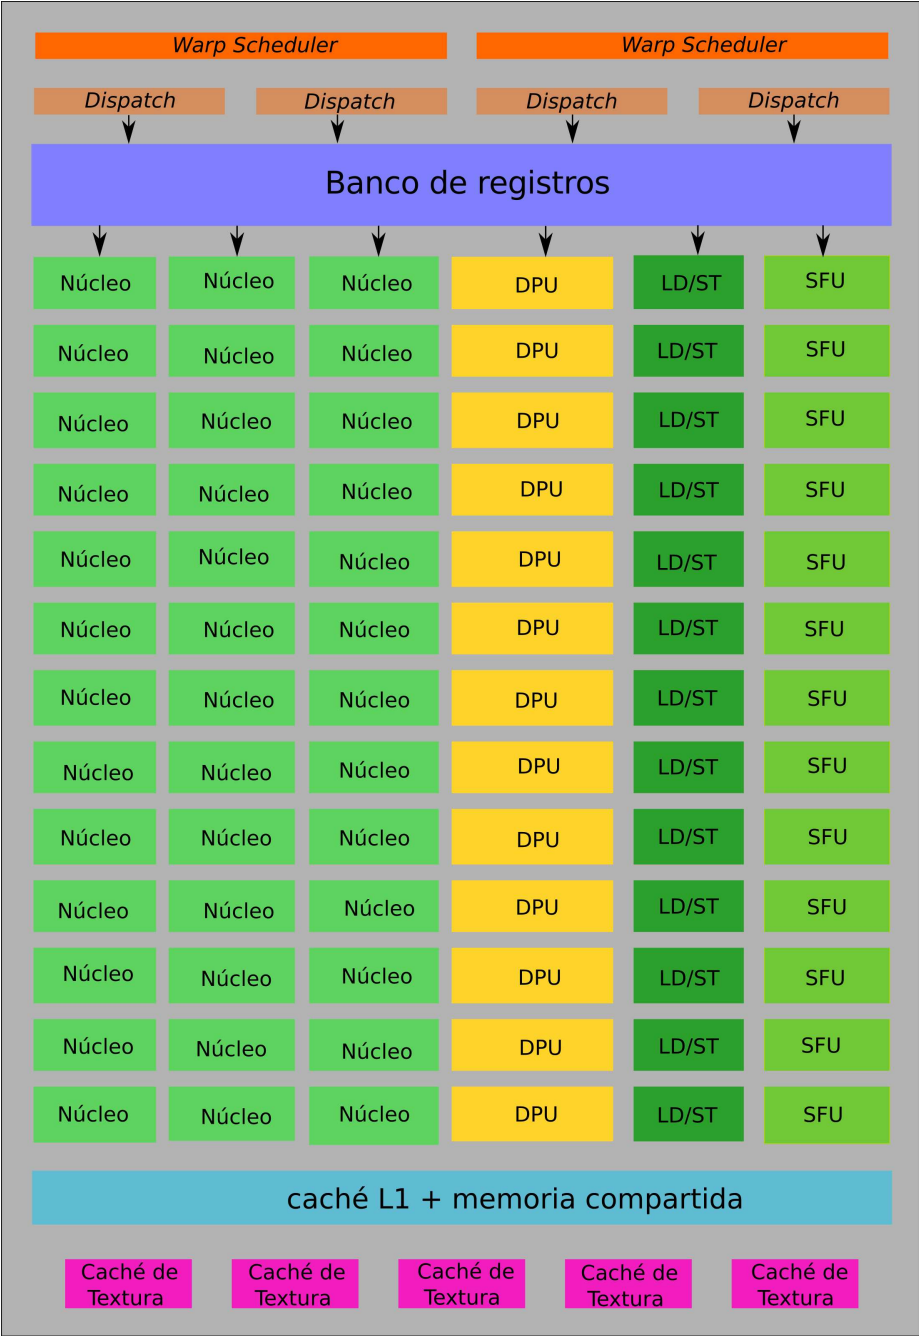 Warp Scheduler Warp Scheduler
Dispatch Dispatch Dispatch Dispatch
Banco de registros
Núcleo Núcleo Núcleo DPU LD/ST SFU
Núcleo Núcleo Núcleo DPU LD/ST SFU
Núcleo Núcleo Núcleo DPU LD/ST SFU
Núcleo Núcleo Núcleo DPU LD/ST SFU
Núcleo Núcleo Núcleo DPU LD/ST SFU
Núcleo Núcleo Núcleo DPU LD/ST SFU
Núcleo Núcleo Núcleo DPU LD/ST SFU
Núcleo Núcleo Núcleo DPU LD/ST SFU
Núcleo Núcleo Núcleo DPU LD/ST SFU
Núcleo Núcleo Núcleo DPU LD/ST SFU
Núcleo Núcleo Núcleo DPU LD/ST SFU
Núcleo Núcleo Núcleo DPU LD/ST SFU
Núcleo Núcleo Núcleo DPU LD/ST SFU
caché L1 + memoria compartida
Caché de Caché de Caché de Caché de Caché de
Textura Textura Textura Textura Textura